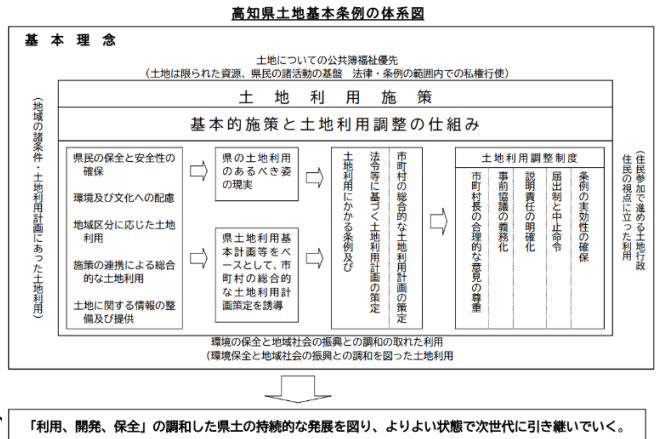 高知県土地基本条例の体系図
基本理念
土地についての公共簿福祉優先
（土地は限られた資源、県民の諸活動の基盤　法律・条例の範囲内での私権行使）
（地域の諸条件・土地利用計画にあった土地利用）
土地利用施策
基本的施策と土地利用調整の仕組み
県民の保全と安全性の
確保
環境及び文化への配慮
地域区分に応じた土地
利用
施策の連携による総合
的な土地利用
土地に関する情報の整
備及び提供
県の土地利用
のあるべき姿
の現実
県土地利用基
本計画等をベ
ースとして、市
町村の総合的
な土地利用計
画策定を誘導
土地利用にかかる条例及び
法令等に基づく土地利用計画の策定
市町村の総合的な土地利用計画の策定
土地利用調整制度
市町村長の合理的な意見の尊重
事前協議の義務化
説明責任の明確化
届出制と中止命令
条例の実効性の確保
（住民参加で進める土地行政
住民の視点に立った利用）
環境の保全と地域社会の振興との調和の取れた利用
（環境保全と地域社会の振興との調和を図った土地利用
「利用、開発、保全」の調和した県土の持続的な発展を図り、よりよい状態で次世代に引き継いでいく。